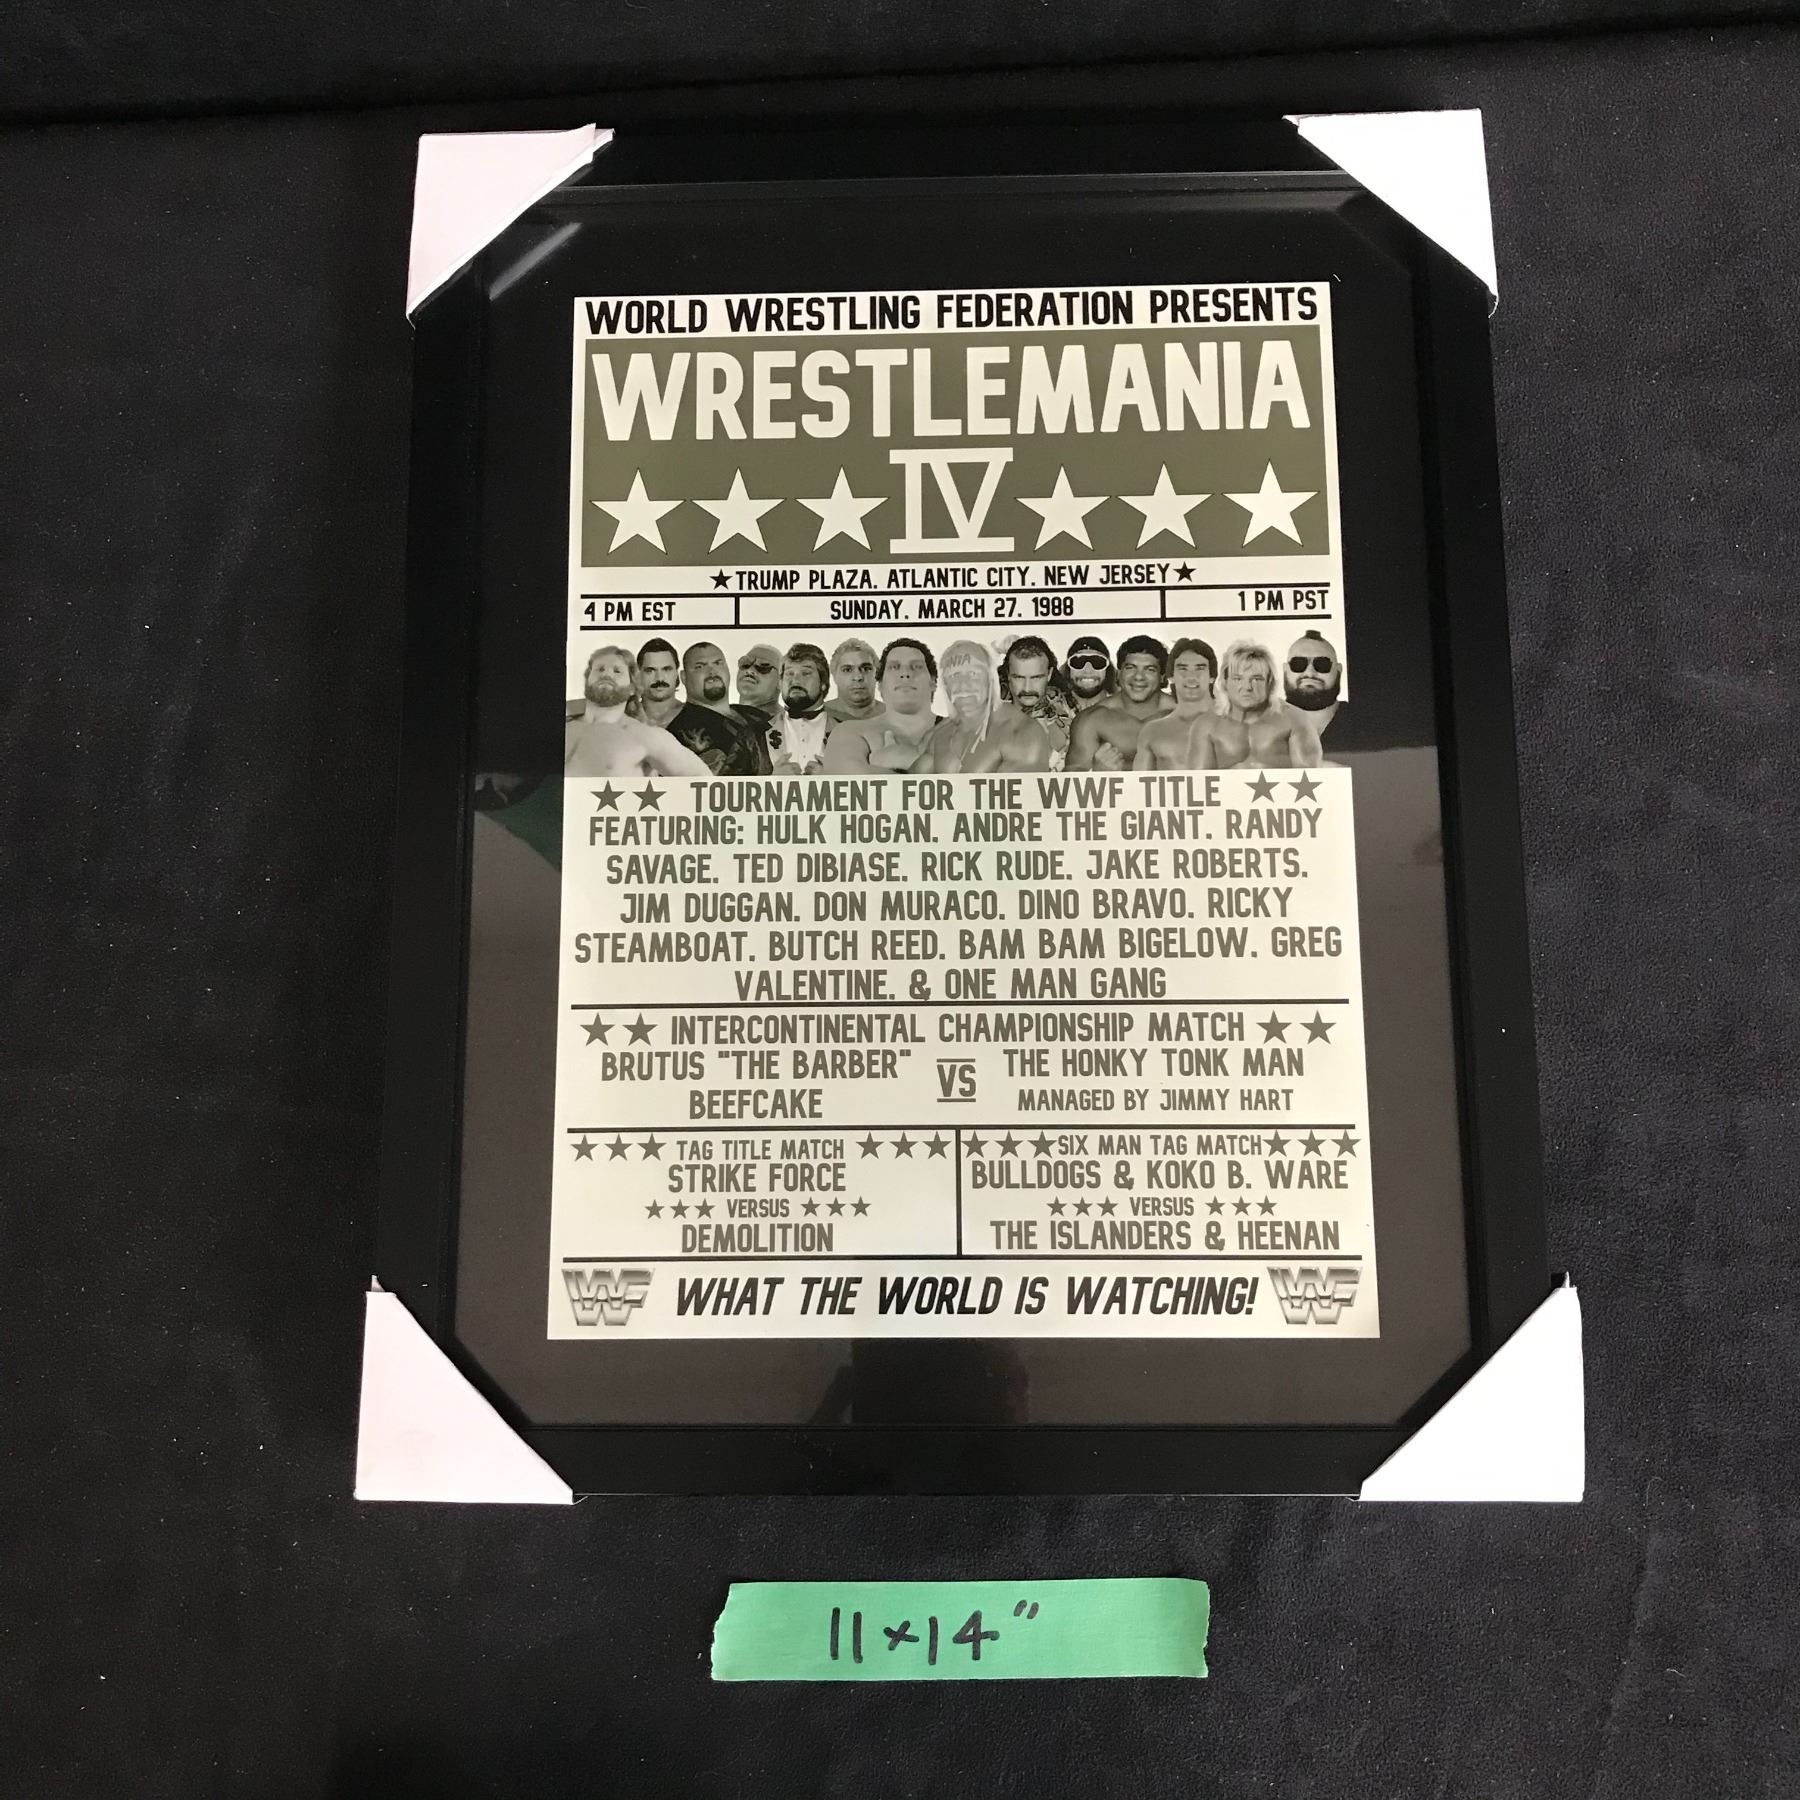 WORLD WRESTLING FEDERATION PRESENTS
WRESTLEMANIA
IV
★TRUMP PLAZA. ATLANTIC CITY. NEW JERSEY★
4 PM EST
SUNDAY. MARCH 27. 1988
1 PM PST
MANIA
$
★★ TOURNAMENT FOR THE WWF TITLE ★★
FEATURING: HULK HOGAN. ANDRE THE GIANT. RANDY
SAVAGE. TED DIBIASE. RICK RUDE. JAKE ROBERTS.
JIM DUGGAN. DON MURACO. DINO BRAVO. RICKY
STEAMBOAT. BUTCH REED. BAM BAM BIGELOW. GREG
VALENTINE. & ONE MAN GANG
★★ INTERCONTINENTAL CHAMPIONSHIP MATCH ★★
BRUTUS "THE BARBER"
BEEFCAKE
VS
THE HONKY TONK MAN
MANAGED BY JIMMY HART
★★★ TAG TITLE MATCH ★★★
STRIKE FORCE
★★★ VERSUS ★★★
DEMOLITION
★★★SIX MAN TAG MATCH★★★
BULLDOGS & KOKO B. WARE
★★★ VERSUS ★★★
THE ISLANDERS & HEENAN
WWF WHAT THE WORLD IS WATCHING! WWF
11x14"